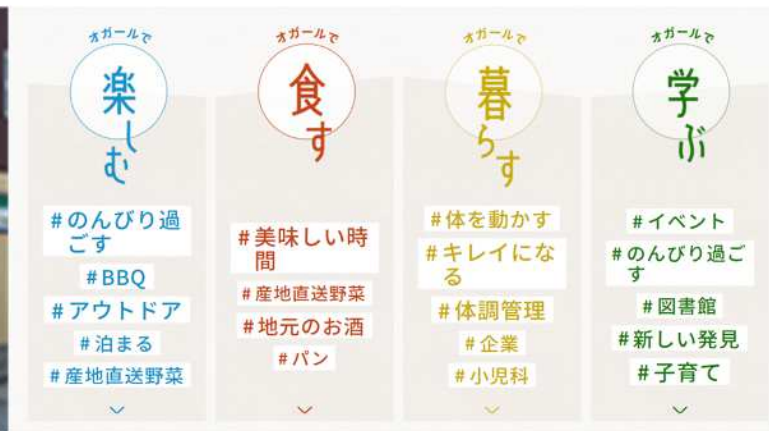 オガールで
楽しむ
#のんびり過
ごす
#BBQ
#アウトドア
#泊まる
#産地直送野菜
オガールで
食す
#美味しい時
間
#産地直送野菜
#地元のお酒
#パン
オガールで
暮らす
#体を動かす
#キレイにな
る
#体調管理
#企業
#小児科
オガールで
学ぶ
#イベント
#のんびり過ご
す
#図書館
#新しい発見
#子育て